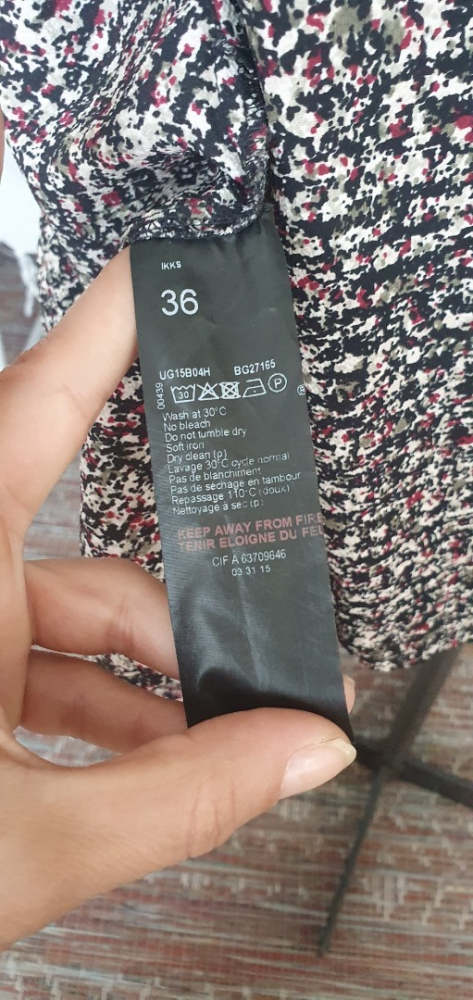 IKKS
36
UG15B04H BG27165
00439
30 P ®
Wash at 30°C
No bleach
Do not tumble dry
Soft iron
Dry clean (p)
Lavage 30°C cycle normal
Pas de blanchiment
Pas de séchage en tambour
Repassage 110°C (doux)
Nettoyage à sec (p)
KEEP AWAY FROM FIRE
TENIR ELOIGNE DU FEU
CIF A 63709646
03 31 15